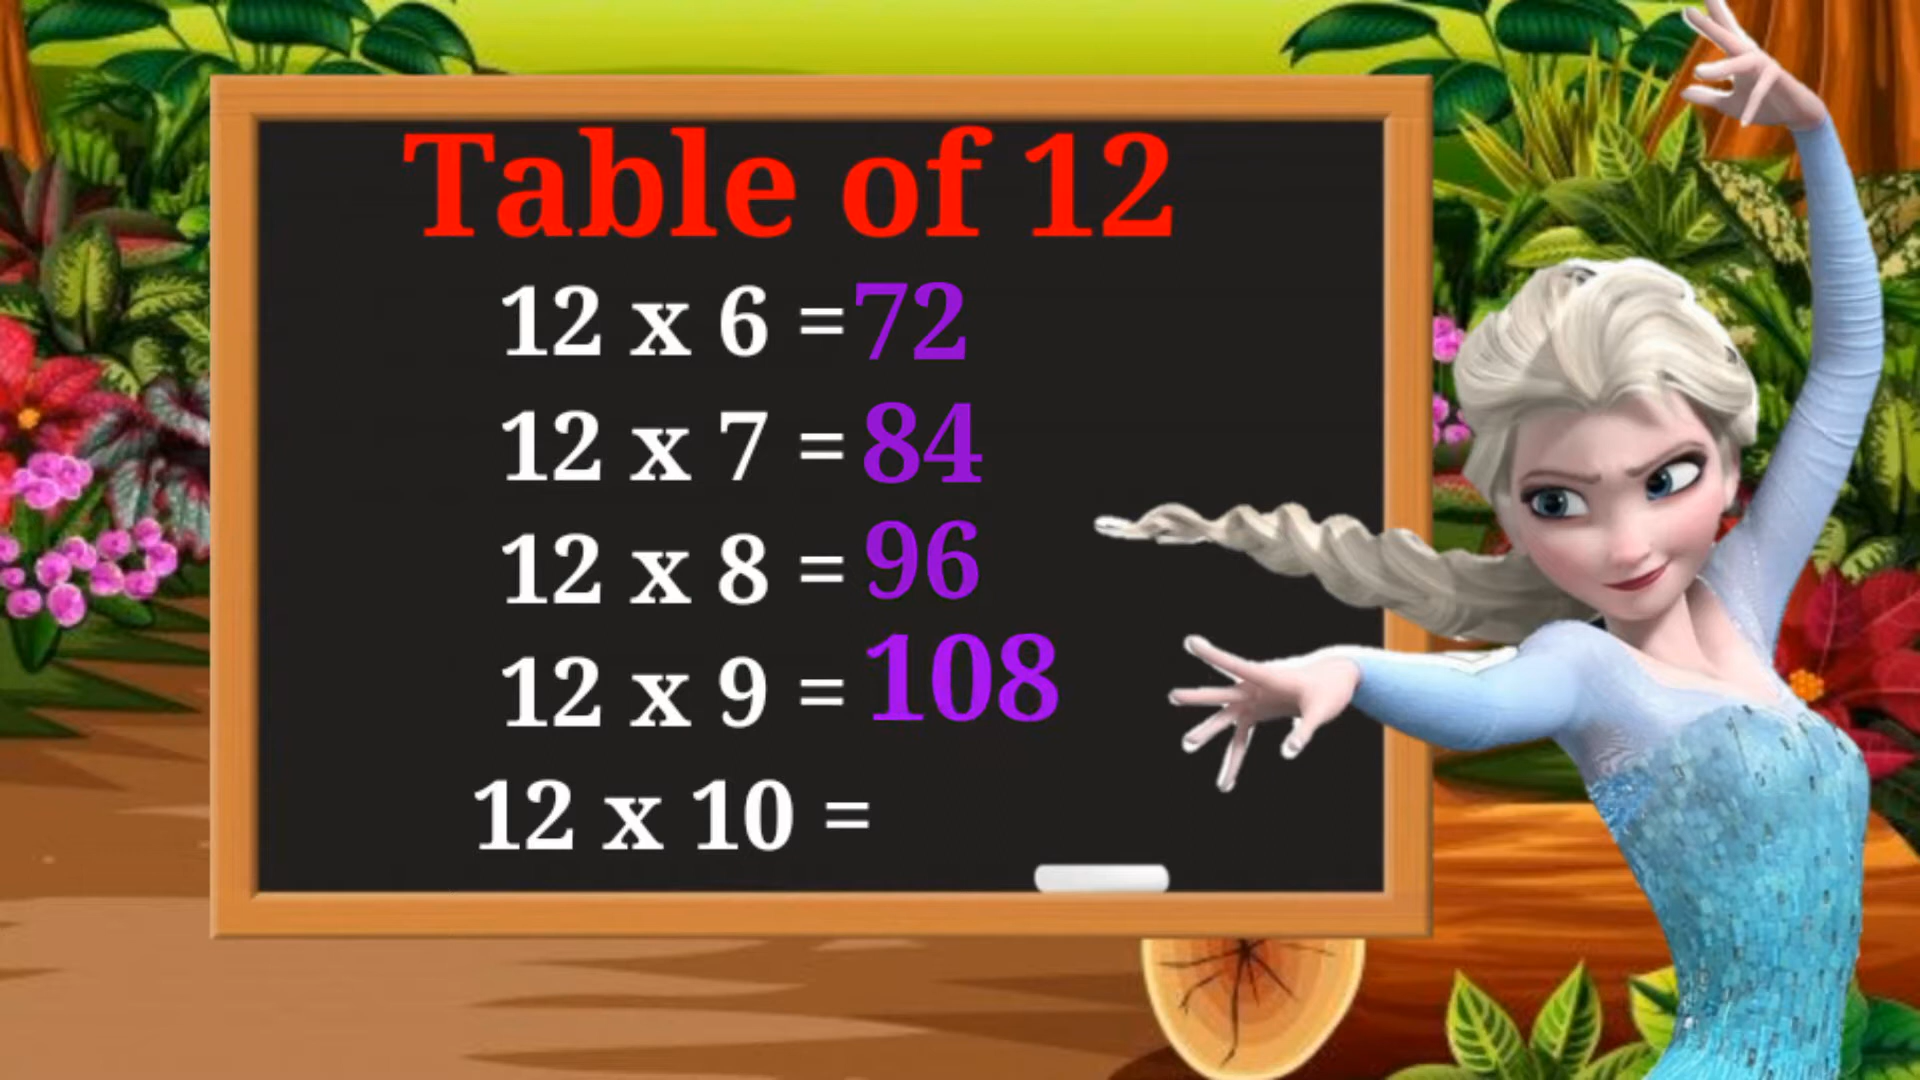 Table of 12
12 x 6 =72
12 x 7 = 84
12 x 8 = 96
12 x 9 = 108
12 x 10 =